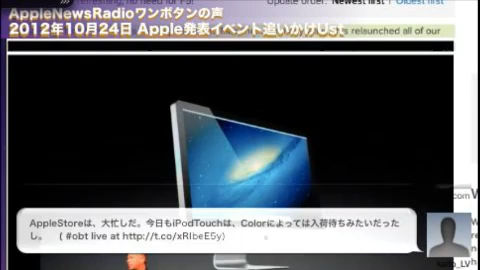 AppleNewsRadioワンボタンの声
Update order: Newest first | Oldest first
2012年10月24日 Apple発表イベント追いかけUst
relaunched all of our
AppleStoreは、大忙しだ。今日もiPodTouchは、Colorによっては入荷待ちみたいだった
し。 ( #obt live at http://t.co/xRlbeE5y)